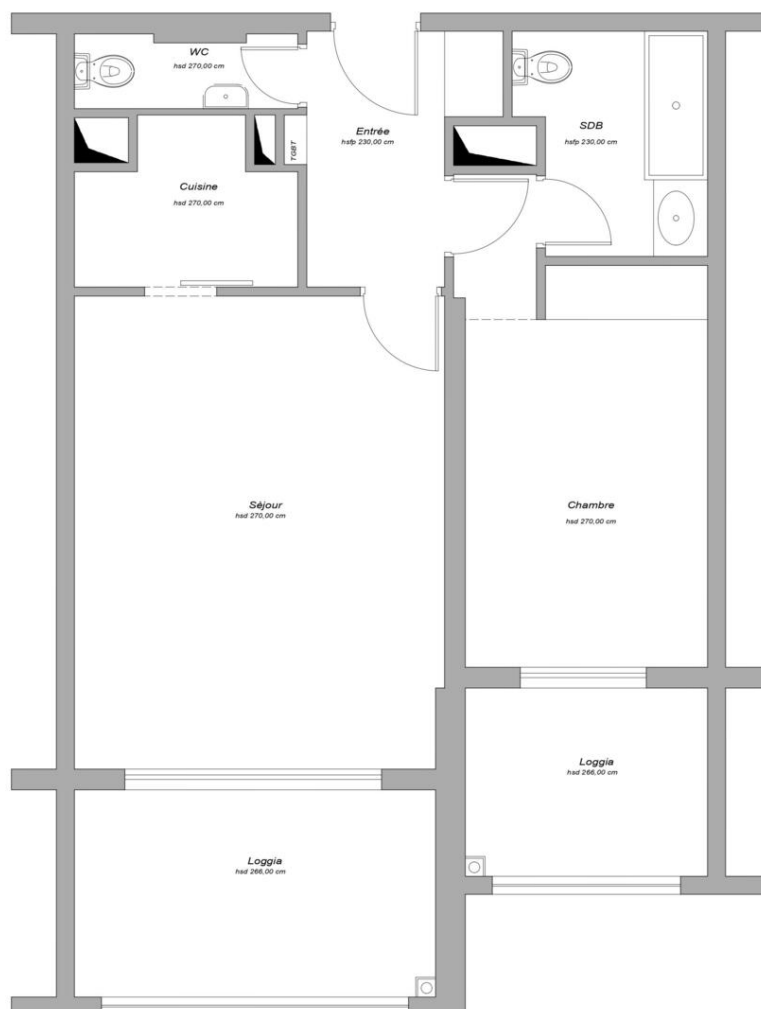 WC
hsd 270,00 cm
Entrée
hsfp 230,00 cm
SDB
hsfp 230,00 cm
TGBT
Cuisine
hsd 270,00 cm
Séjour
hsd 270,00 cm
Chambre
hsd 270,00 cm
Loggia
hsd 266,00 cm
Loggia
hsd 266,00 cm